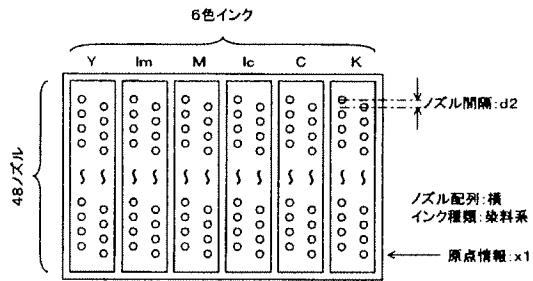 6色インク
Y lm M lc C K
ノズル間隔:d2
48ノズル
ノズル配列:横
インク種類:染料系
原点情報:x1